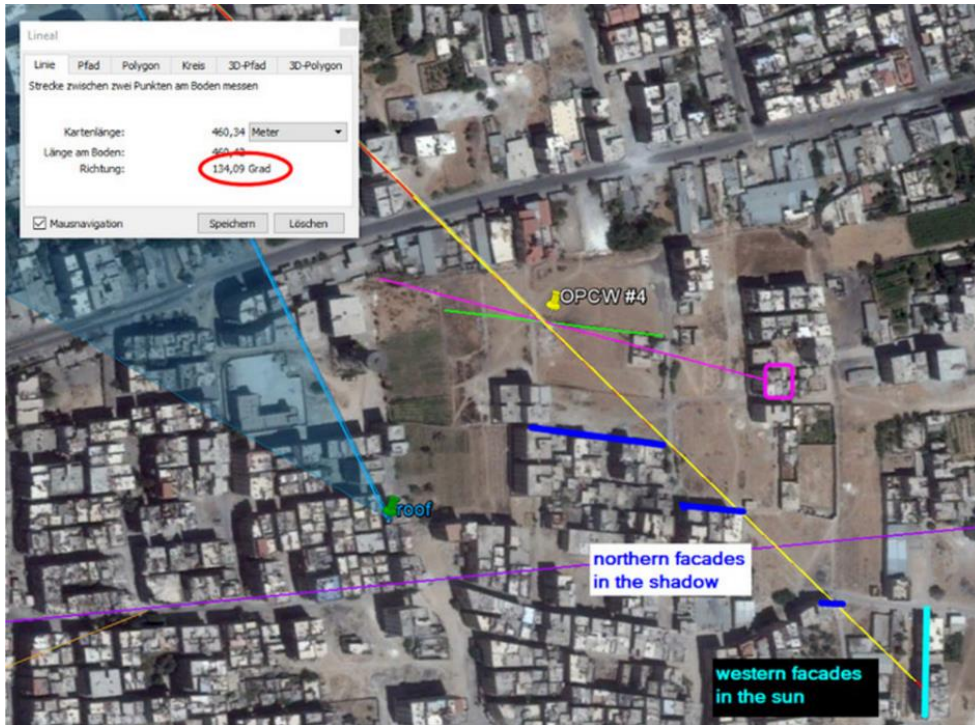 Lineal
Linie Pfad Polygon Kreis 3D-Pfad 3D-Polygon
Strecke zwischen zwei Punkten am Boden messen
Kartenlänge: 460,34 Meter
Länge am Boden: 460,43
Richtung: 134,09 Grad
Mausnavigation Speichern Löschen
OPCW #4
roof
northern facades
in the shadow
western facades
in the sun